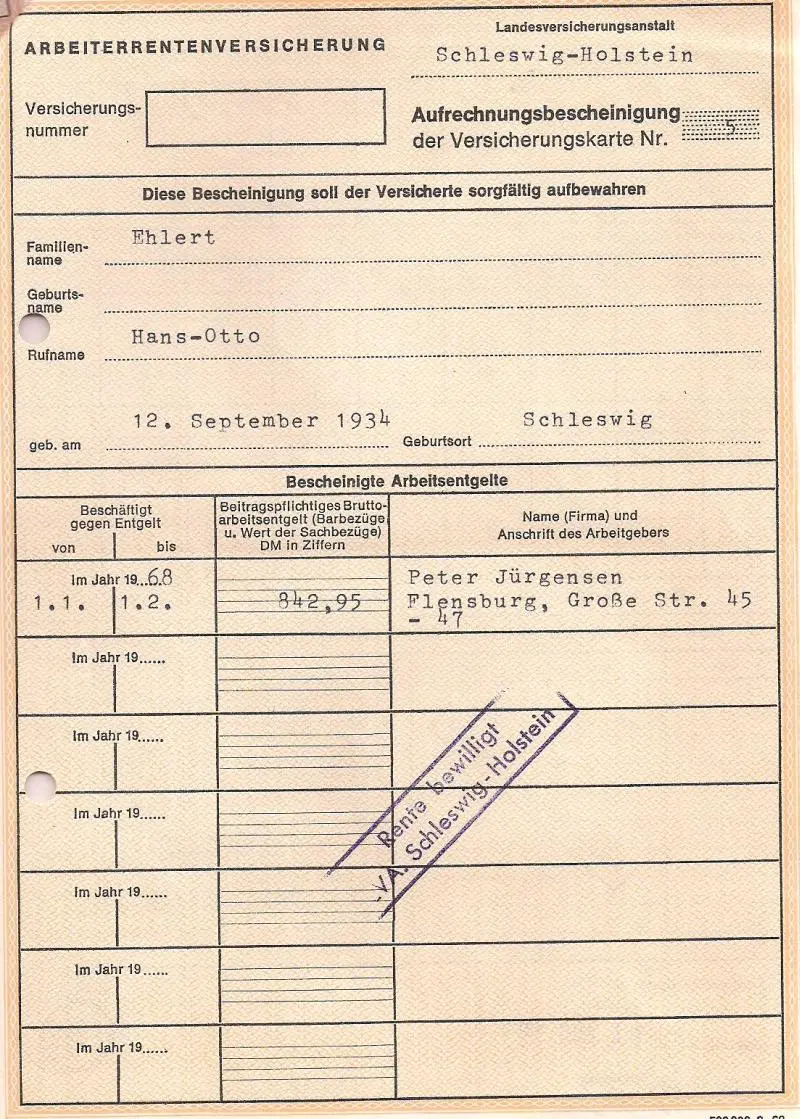 ARBEITERRENTENVERSICHERUNG
Landesversicherungsanstalt
Schleswig-Holstein
Versicherungs-
nummer
Aufrechnungsbescheinigung
der Versicherungskarte Nr. 5
Diese Bescheinigung soll der Versicherte sorgfältig aufbewahren
Familien-
name
Ehlert
Geburts-
name
Rufname
Hans-Otto
geb. am 12. September 1934 Geburtsort Schleswig
Bescheinigte Arbeitsentgelte
Beschäftigt
gegen Entgelt
von bis
Beitragspflichtiges Brutto-
arbeitsentgelt (Barbezüge
u. Wert der Sachbezüge)
DM in Ziffern
Name (Firma) und
Anschrift des Arbeitgebers
Im Jahr 19...68
1.1. 1.2.
842,95
Peter Jürgensen
Flensburg, Große Str. 45
- 47
Im Jahr 19......
Im Jahr 19......
Im Jahr 19......
Im Jahr 19......
Im Jahr 19......
Im Jahr 19......
Rente bewilligt
VA. Schleswig-Holstein